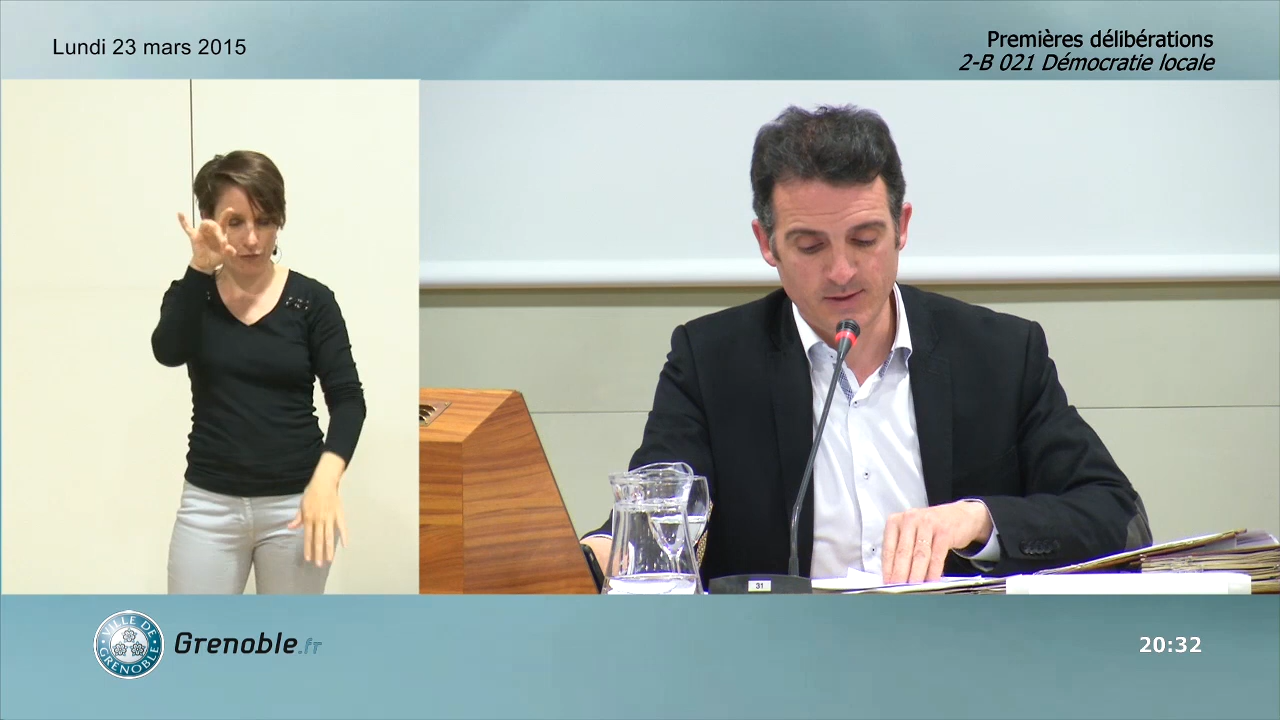 Lundi 23 mars 2015
Premières délibérations
2-B 021 Démocratie locale
31
VILLE DE
GRENOBLE
Grenoble.fr
20:32